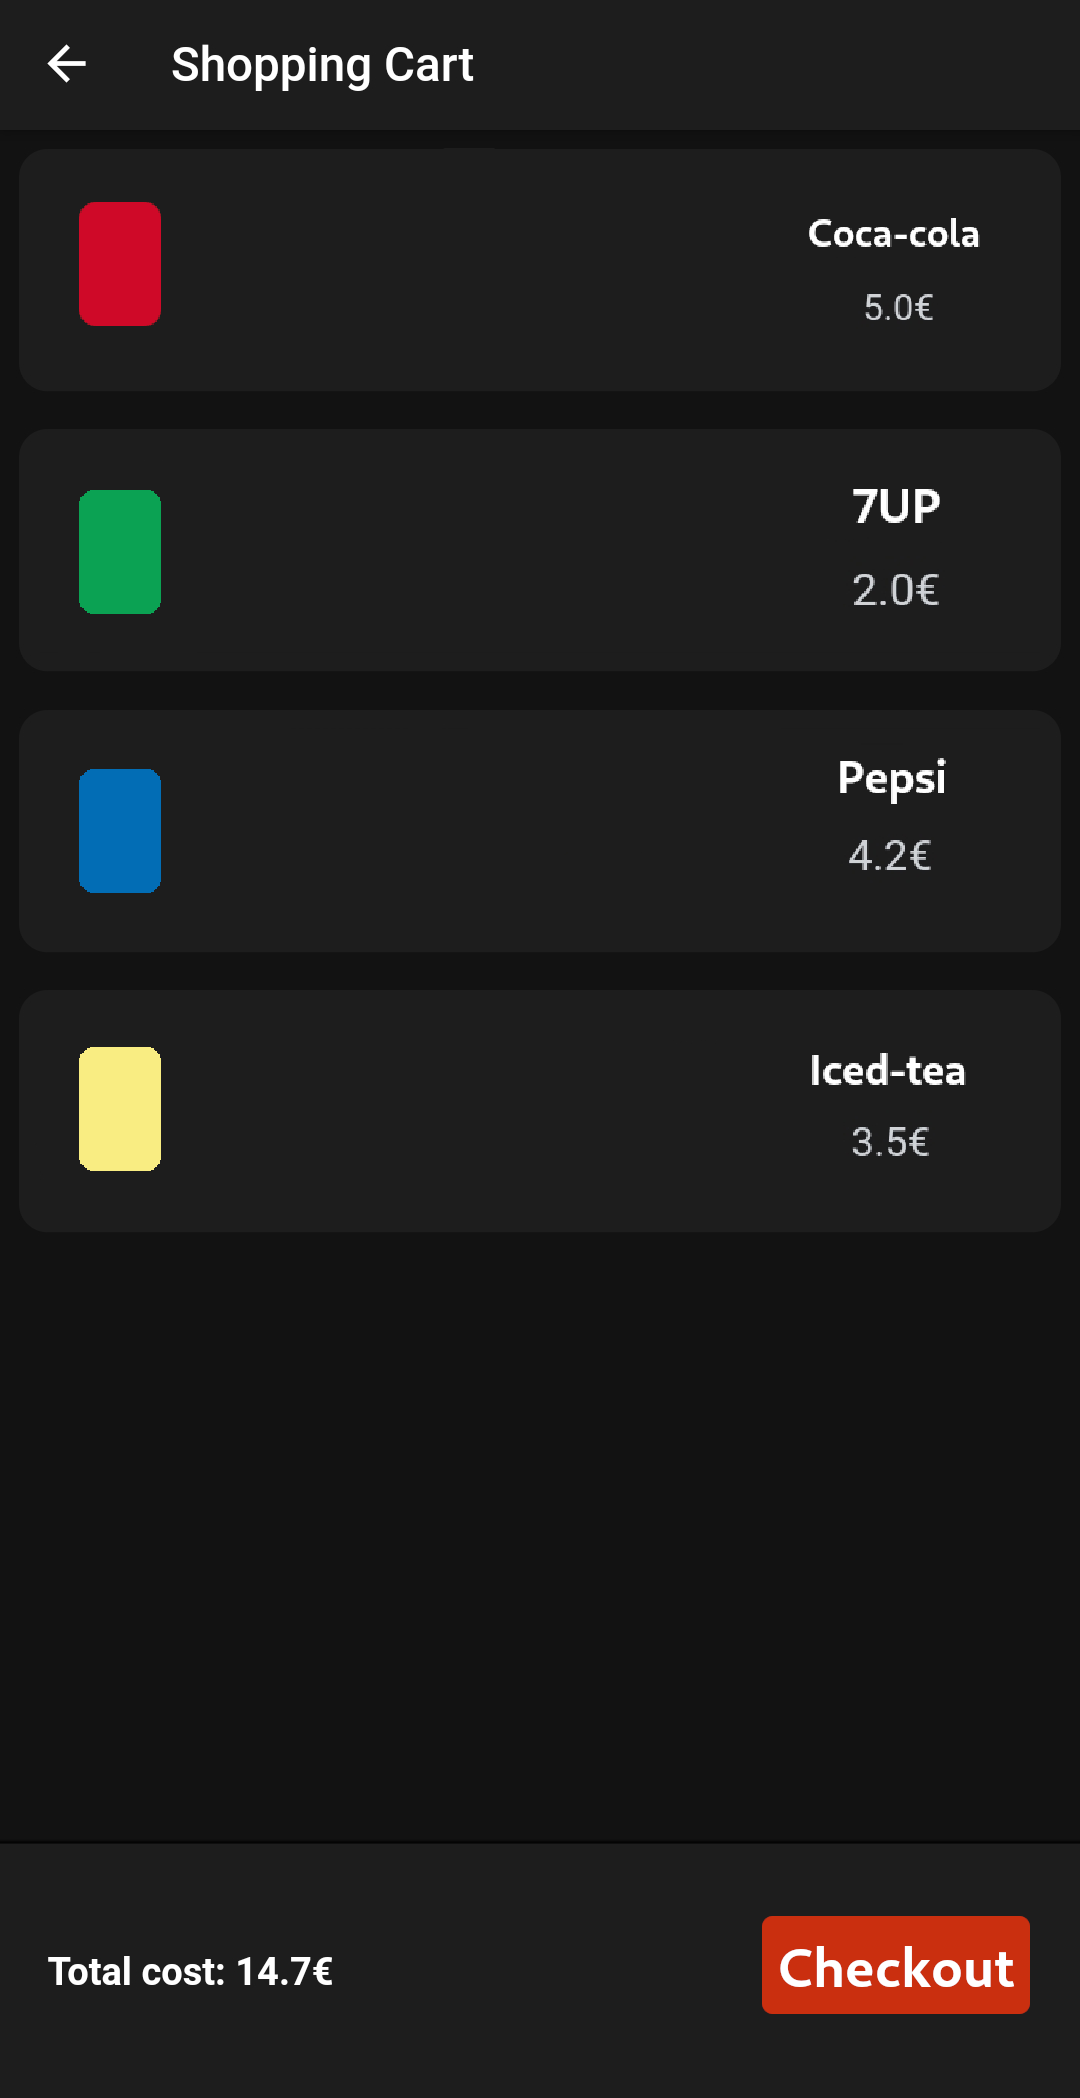 Shopping Cart
Coca-cola
5.0€
7UP
2.0€
Pepsi
4.2€
Iced-tea
3.5€
Total cost: 14.7€
Checkout